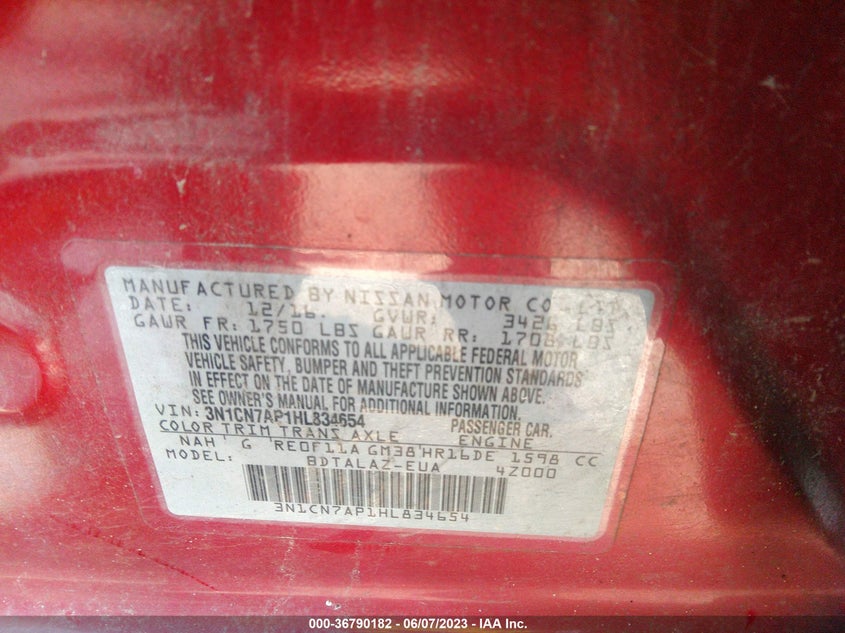 MANUFACTURED BY NISSAN MOTOR CO.,LTD.
DATE: 12/16 GVWR: 3426 LBS
GAWR FR: 1750 LBS GAWR RR: 1708 LBS
THIS VEHICLE CONFORMS TO ALL APPLICABLE FEDERAL MOTOR
VEHICLE SAFETY, BUMPER AND THEFT PREVENTION STANDARDS
IN EFFECT ON THE DATE OF MANUFACTURE SHOWN ABOVE.
SEE OWNER'S MANUAL FOR ADDITIONAL INFORMATION.
VIN: 3N1CN7AP1HL834654 PASSENGER CAR.
COLOR TRIM TRANS AXLE ENGINE
NAH G RE0F11A GM38 HR16DE 1598 CC
MODEL: BDTALAZ-EUA 4Z000
3N1CN7AP1HL834654
000-36790182 - 06/07/2023 - IAA Inc.